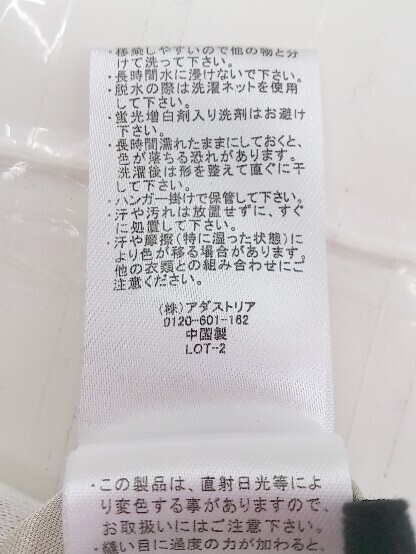 ・移染しやすいので他の物と分
けて洗って下さい。
・長時間水に浸けないで下さい。
・脱水の際は洗濯ネットを使用
して下さい。
・蛍光増白剤入り洗剤はお避け
下さい。
・長時間濡れたままにしておくと、
色が落ちる恐れがあります。
洗濯後は形を整えて直ぐに干
して下さい。
・ハンガー掛けで保管して下さい。
・汗や汚れは放置せずに、すぐ
に処置して下さい。
・汗や摩擦(特に湿った状態)に
より色が移る場合があります。
他の衣類との組み合わせにご
注意ください。
(株)アダストリア
0120-601-162
中国製
LOT-2
・この製品は、直射日光等によ
り変色する事がありますので、
お取扱いにはご注意下さい。
・縫い目に過度の力が加わると、